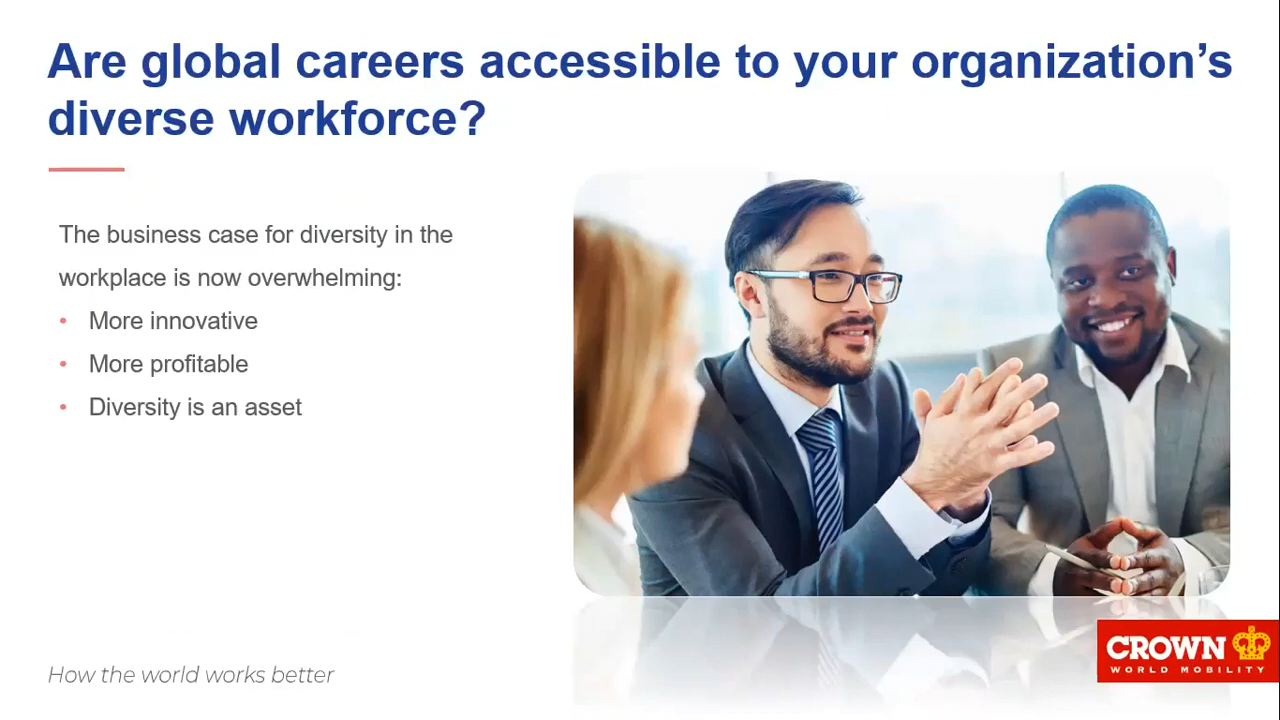 Are global careers accessible to your organization’s
diverse workforce?
The business case for diversity in the
workplace is now overwhelming:
• More innovative
• More profitable
• Diversity is an asset
How the world works better
CROWN
WORLD MOBILITY